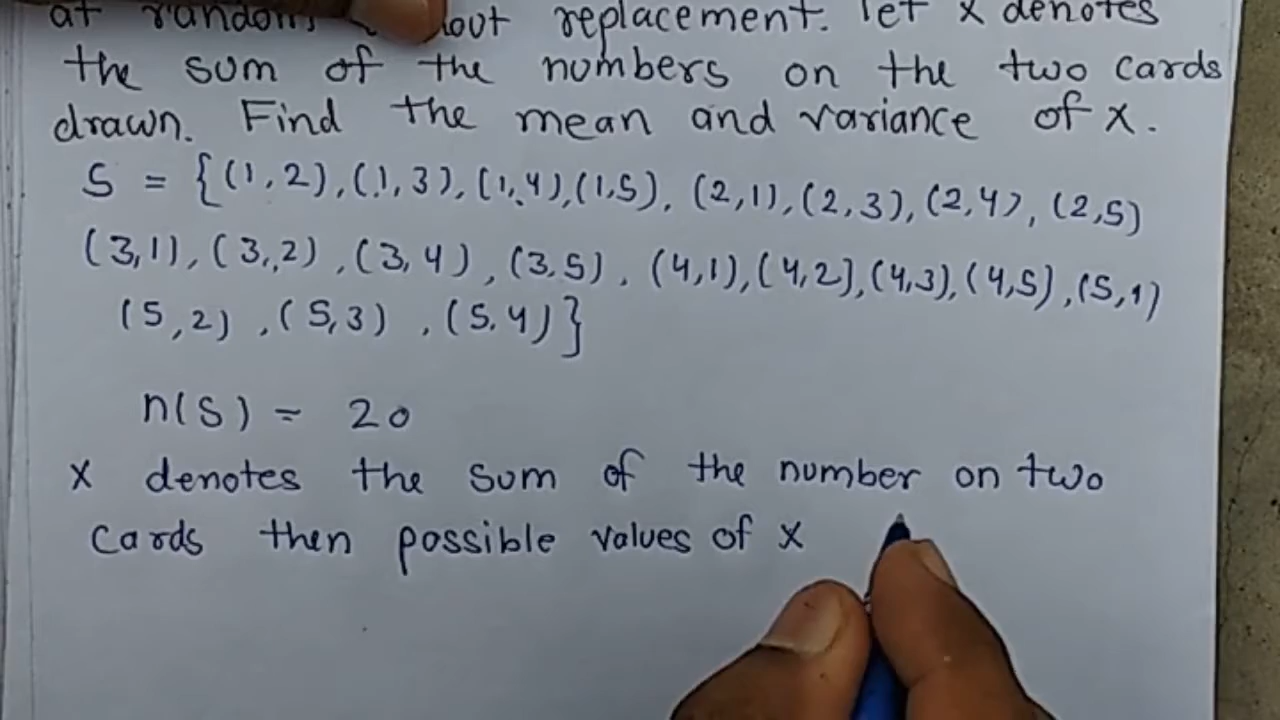 at random replacement. let x denotes
the sum of the numbers on the two cards
drawn. Find the mean and variance of x.
S = {(1,2),(1,3),(1,4),(1,5), (2,1),(2,3),(2,4), (2,5)
(3,1),(3,2),(3,4),(3,5),(4,1),(4,2],(4,3),(4,5),(5,1)
(5,2),(5,3),(5,4)}
n(S) = 20
x denotes the sum of the number on two
cards then possible values of x